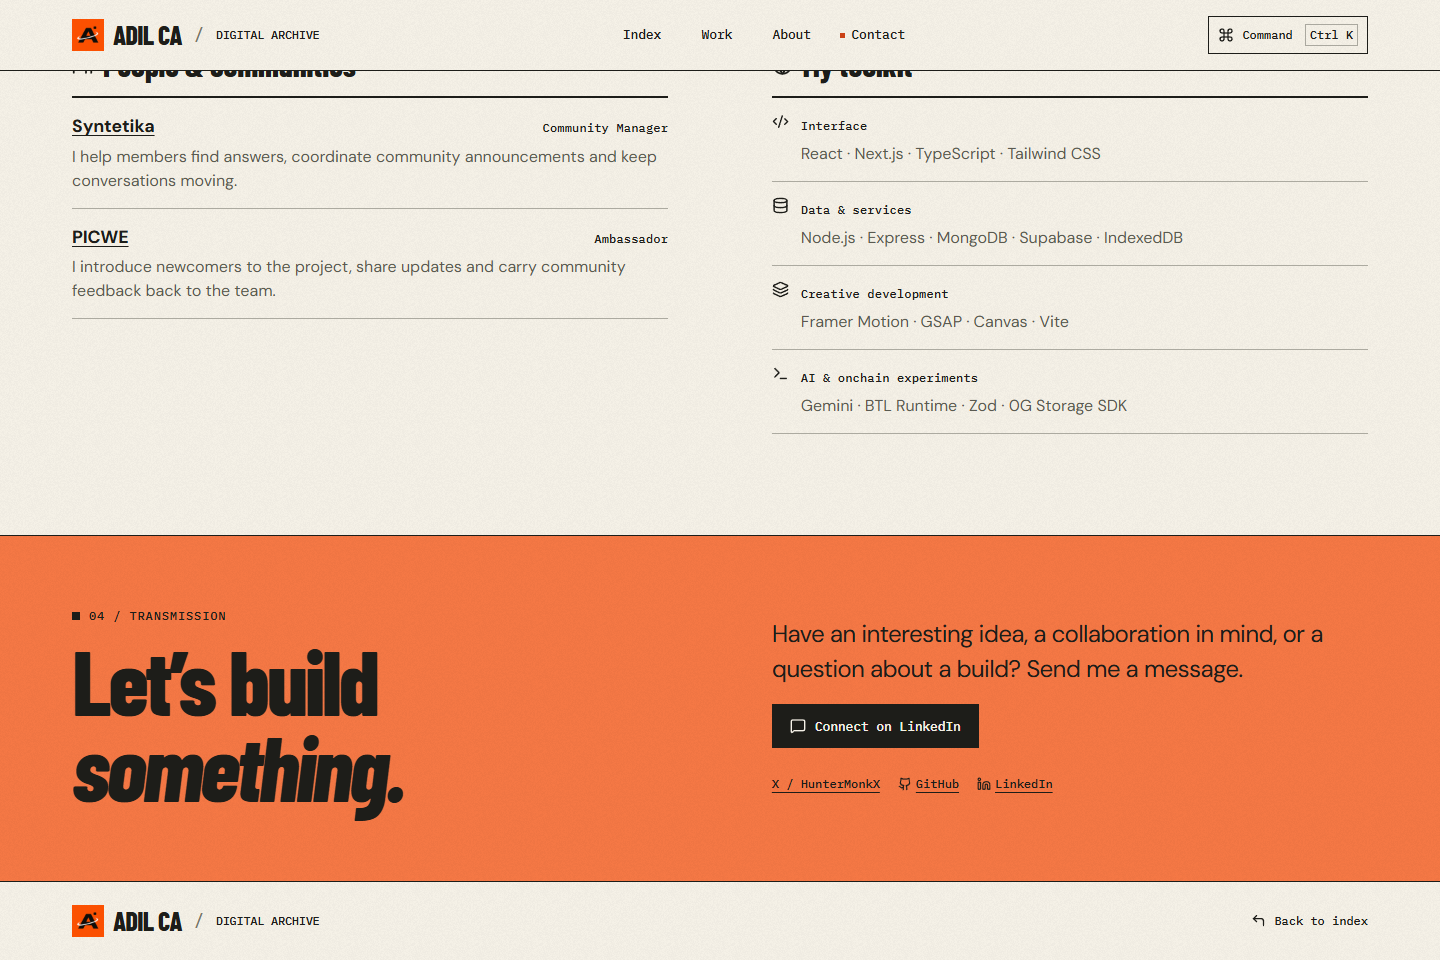 ADIL CA / DIGITAL ARCHIVE
Index
Work
About
Contact
Command Ctrl K
People & Communities
Syntetika
Community Manager
I help members find answers, coordinate community announcements and keep
conversations moving.
PICWE
Ambassador
I introduce newcomers to the project, share updates and carry community
feedback back to the team.
My toolkit
Interface
React · Next.js · TypeScript · Tailwind CSS
Data & services
Node.js · Express · MongoDB · Supabase · IndexedDB
Creative development
Framer Motion · GSAP · Canvas · Vite
AI & onchain experiments
Gemini · BTL Runtime · Zod · 0G Storage SDK
04 / TRANSMISSION
Let’s build
something.
Have an interesting idea, a collaboration in mind, or a
question about a build? Send me a message.
Connect on LinkedIn
X / HunterMonkX
GitHub
LinkedIn
ADIL CA / DIGITAL ARCHIVE
Back to index